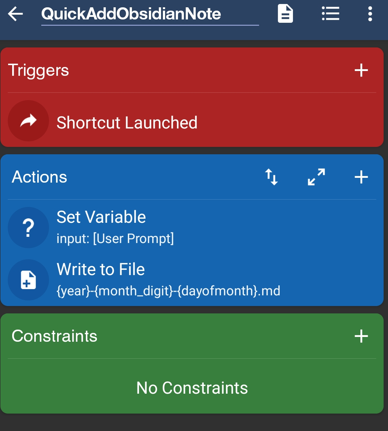 QuickAddObsidianNote
Triggers
Shortcut Launched
Actions
Set Variable
input: [User Prompt]
Write to File
{year}-{month_digit}-{dayofmonth}.md
Constraints
No Constraints